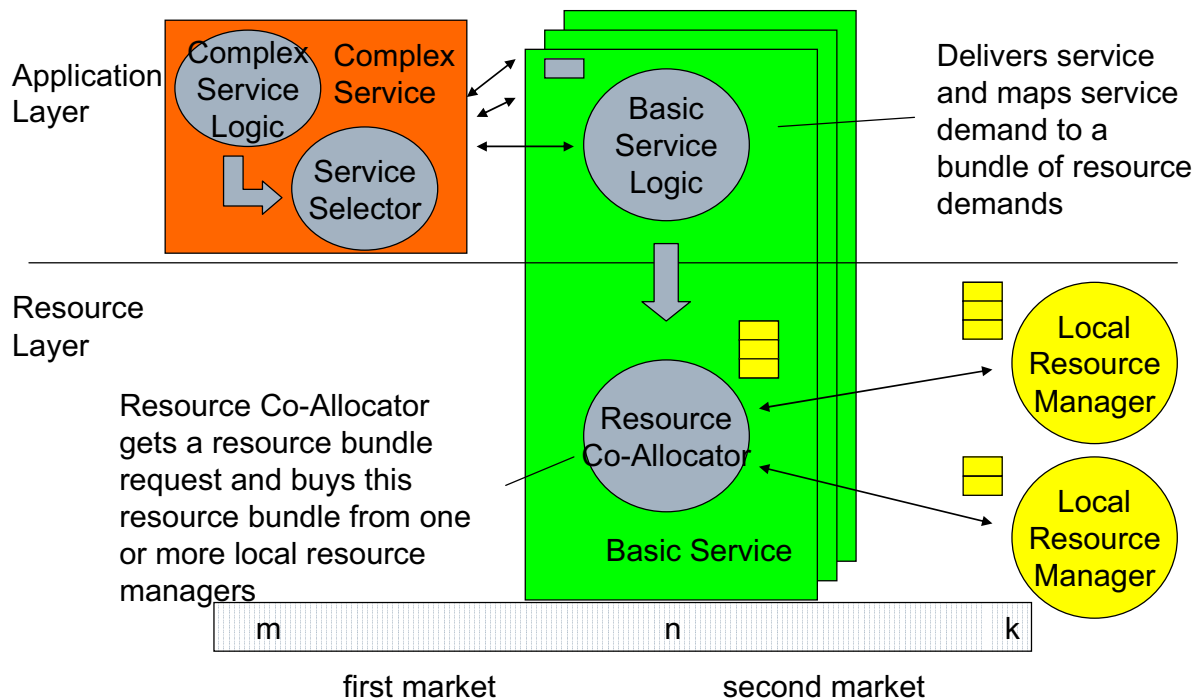 Application
Layer
Complex
Service
Logic
Complex
Service
Service
Selector
Basic
Service
Logic
Delivers service
and maps service
demand to a
bundle of resource
demands
Resource
Layer
Resource Co-Allocator
gets a resource bundle
request and buys this
resource bundle from one
or more local resource
managers
Resource
Co-Allocator
Basic Service
Local
Resource
Manager
Local
Resource
Manager
m n k
first market second market